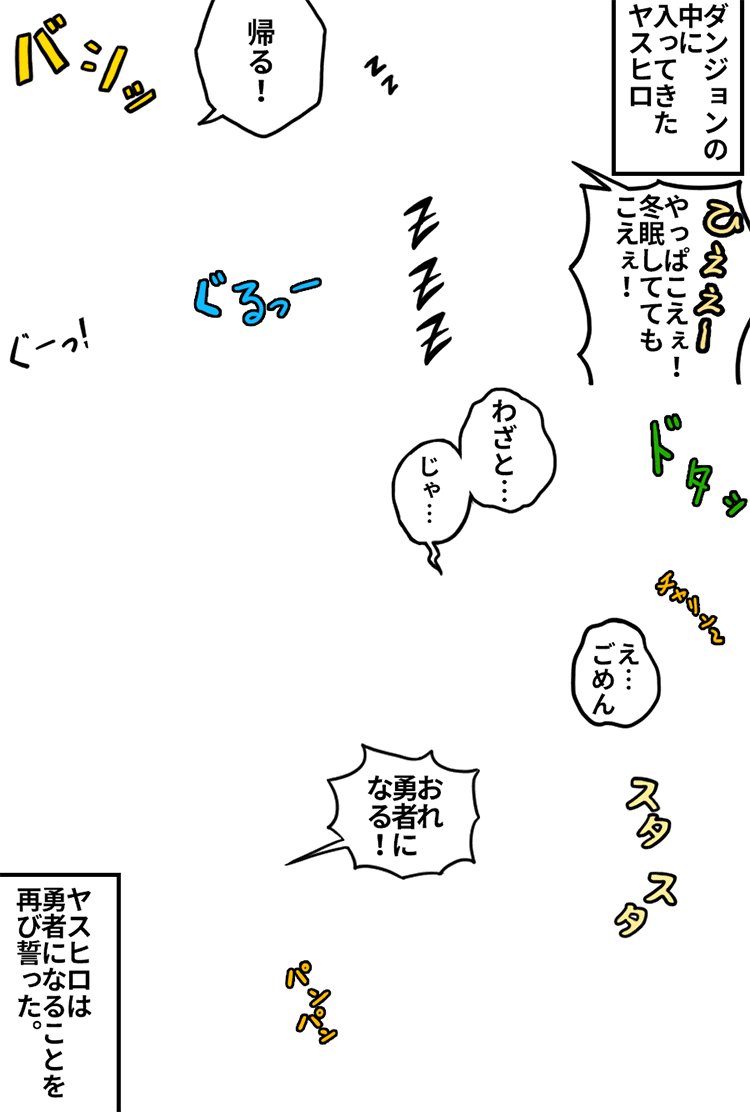 ダンジョンの
中に
入ってきた
ヤスヒロ
ひぇぇー
やっぱこえぇ！
冬眠してても
こえぇ！
zz
帰る！
バシッ
ZZZ
ぐるっー
ぐーっ!
ドタッ
わざと…
じゃ…
チャリン～
え…
ごめん
スタ
スタ
おれ
勇者に
なる！
パン
パン
ヤスヒロは
勇者になることを
再び誓った。